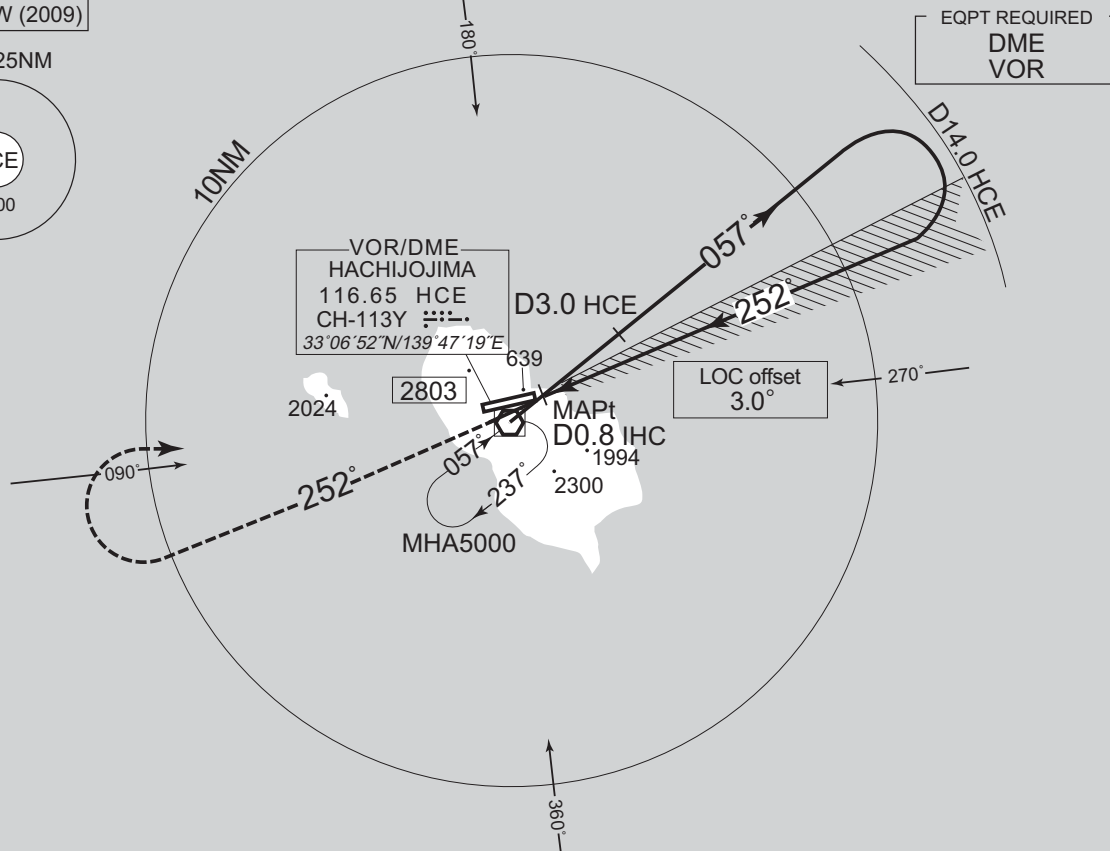 W (2009)
25NM
CE
00
180°
EQPT REQUIRED
DME
VOR
10NM
D14.0 HCE
057°
VOR/DME
HACHIJOJIMA
116.65 HCE
CH-113Y
33°06´52˝N/139°47´19˝E
D3.0 HCE
252°
639
2803
2024
LOC offset
3.0°
270°
MAPt
D0.8 IHC
1994
2300
057°
237°
MHA5000
090°
252°
360°